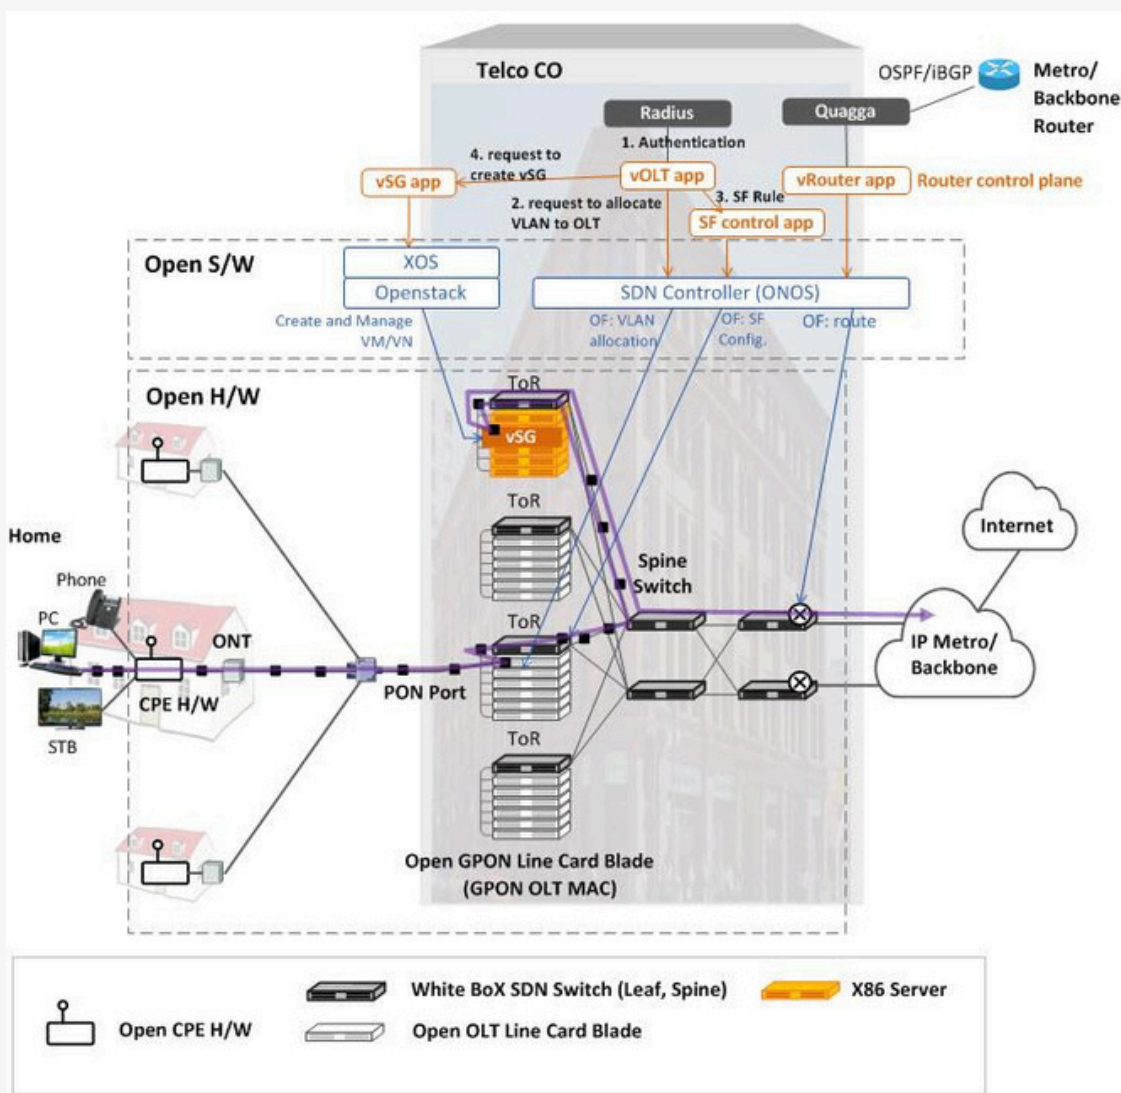 Telco CO
OSPF/iBGP
Metro/
Backbone
Router
Radius
Quagga
1. Authentication
4. request to
create vSG
vSG app
vOLT app
vRouter app
Router control plane
2. request to allocate
VLAN to OLT
3. SF Rule
SF control app
Open S/W
XOS
Openstack
SDN Controller (ONOS)
Create and Manage
VM/VN
OF: VLAN
allocation
OF: SF
Config.
OF: route
Open H/W
ToR
vSG
ToR
Internet
Home
Spine
Switch
Phone
PC
ONT
ToR
IP Metro/
Backbone
CPE H/W
PON Port
STB
ToR
Open GPON Line Card Blade
(GPON OLT MAC)
White BoX SDN Switch (Leaf, Spine)
X86 Server
Open CPE H/W
Open OLT Line Card Blade